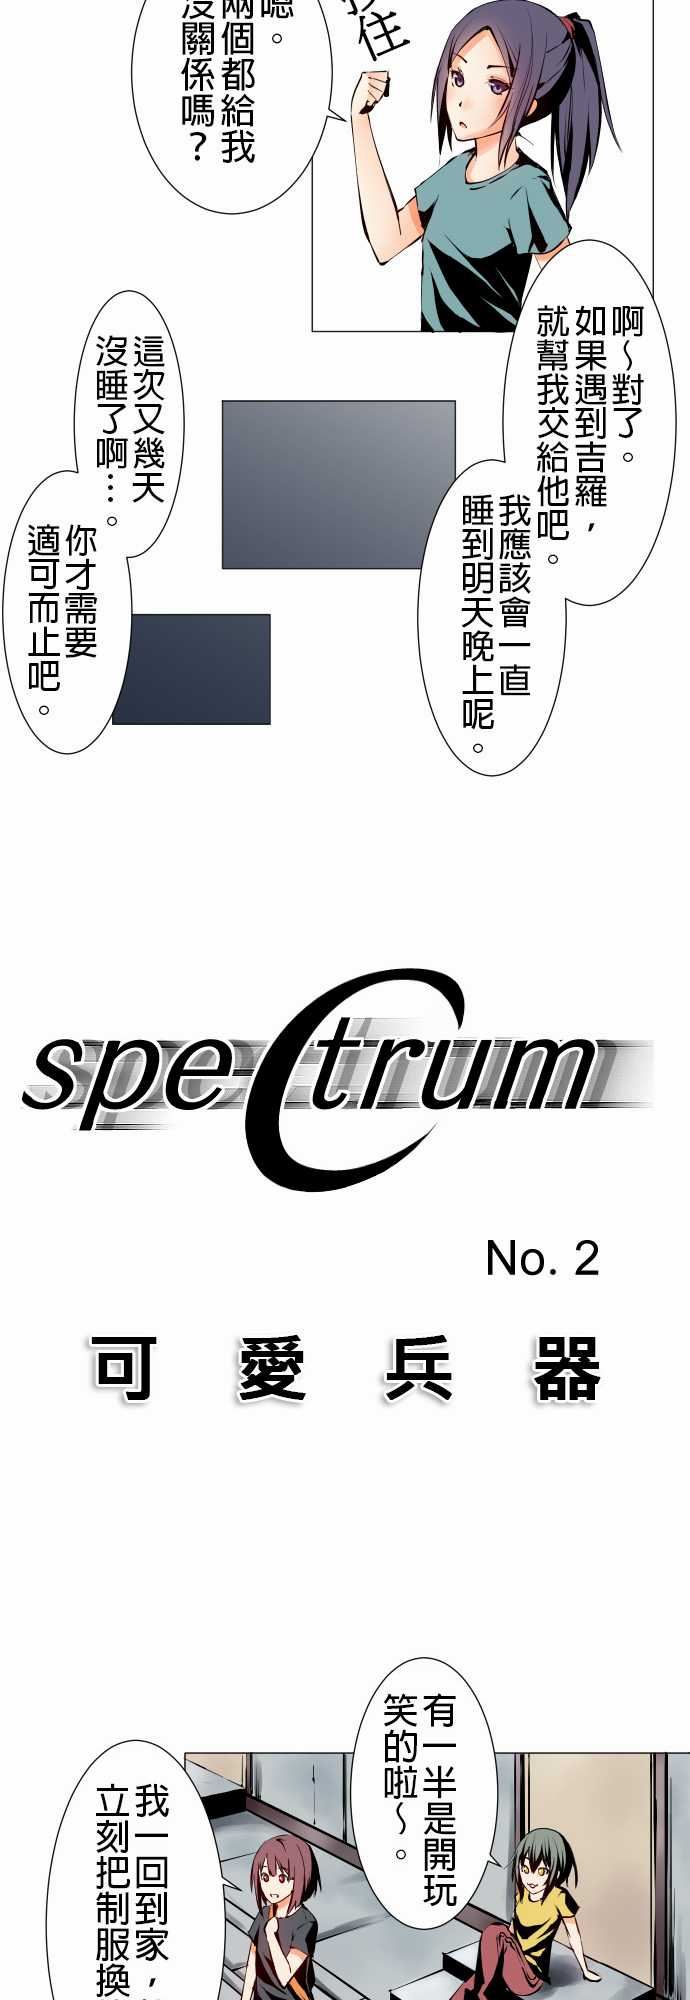 嗯。
兩個都給我
沒關係嗎？
住
啊～對了。
如果遇到吉羅，
就幫我交給他吧。
我應該會一直
睡到明天晚上呢。
這次又幾天
沒睡了啊…。
你才需要
適可而止吧。
spectrum
No. 2
可愛兵器
有一半是開玩
笑的啦～。
我一回到家，
立刻把制服換